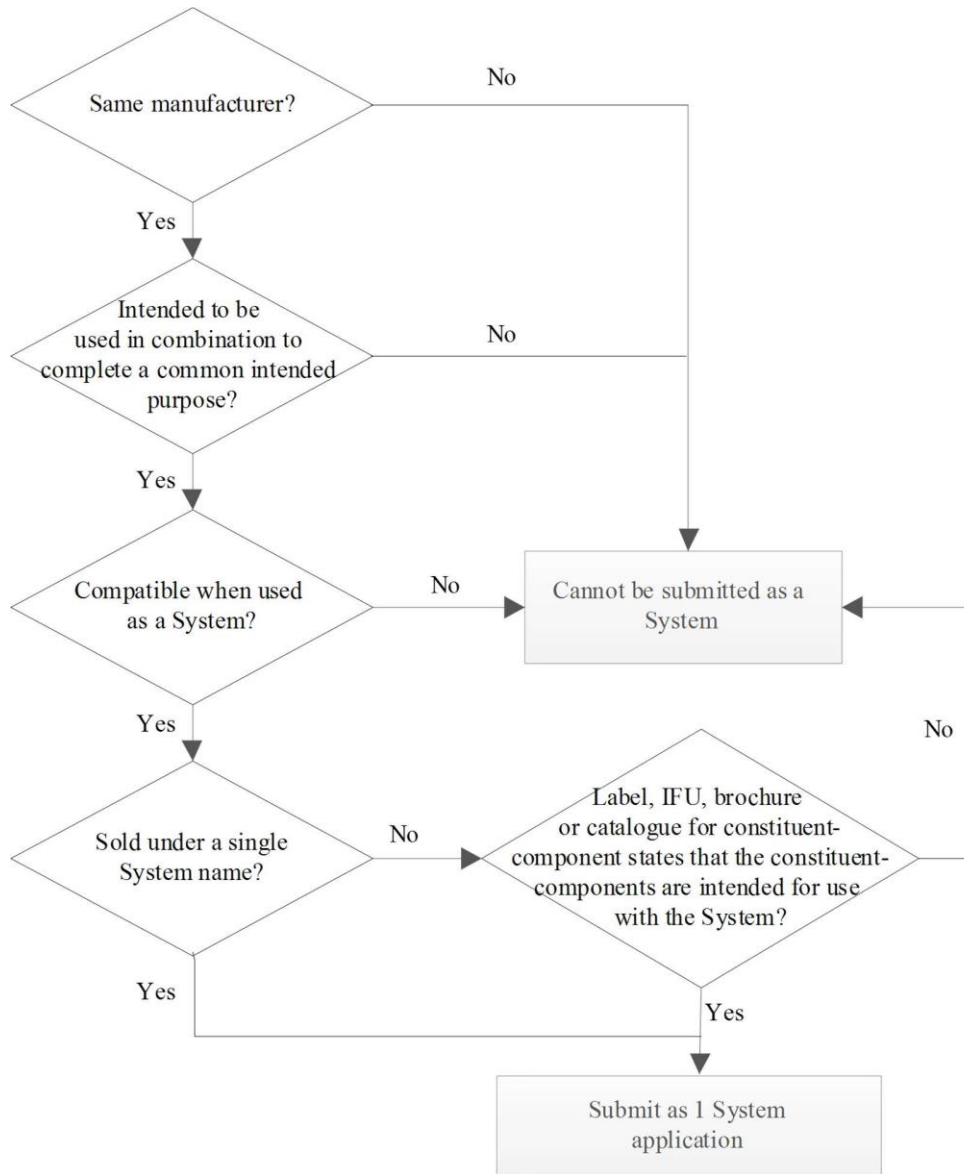 Same manufacturer?
No
Yes
Intended to be
used in combination to
complete a common intended
purpose?
No
Yes
Compatible when used
as a System?
No
Cannot be submitted as a
System
Yes
No
Sold under a single
System name?
No
Label, IFU, brochure
or catalogue for constituent-
component states that the constituent-
components are intended for use
with the System?
Yes
Yes
Submit as 1 System
application